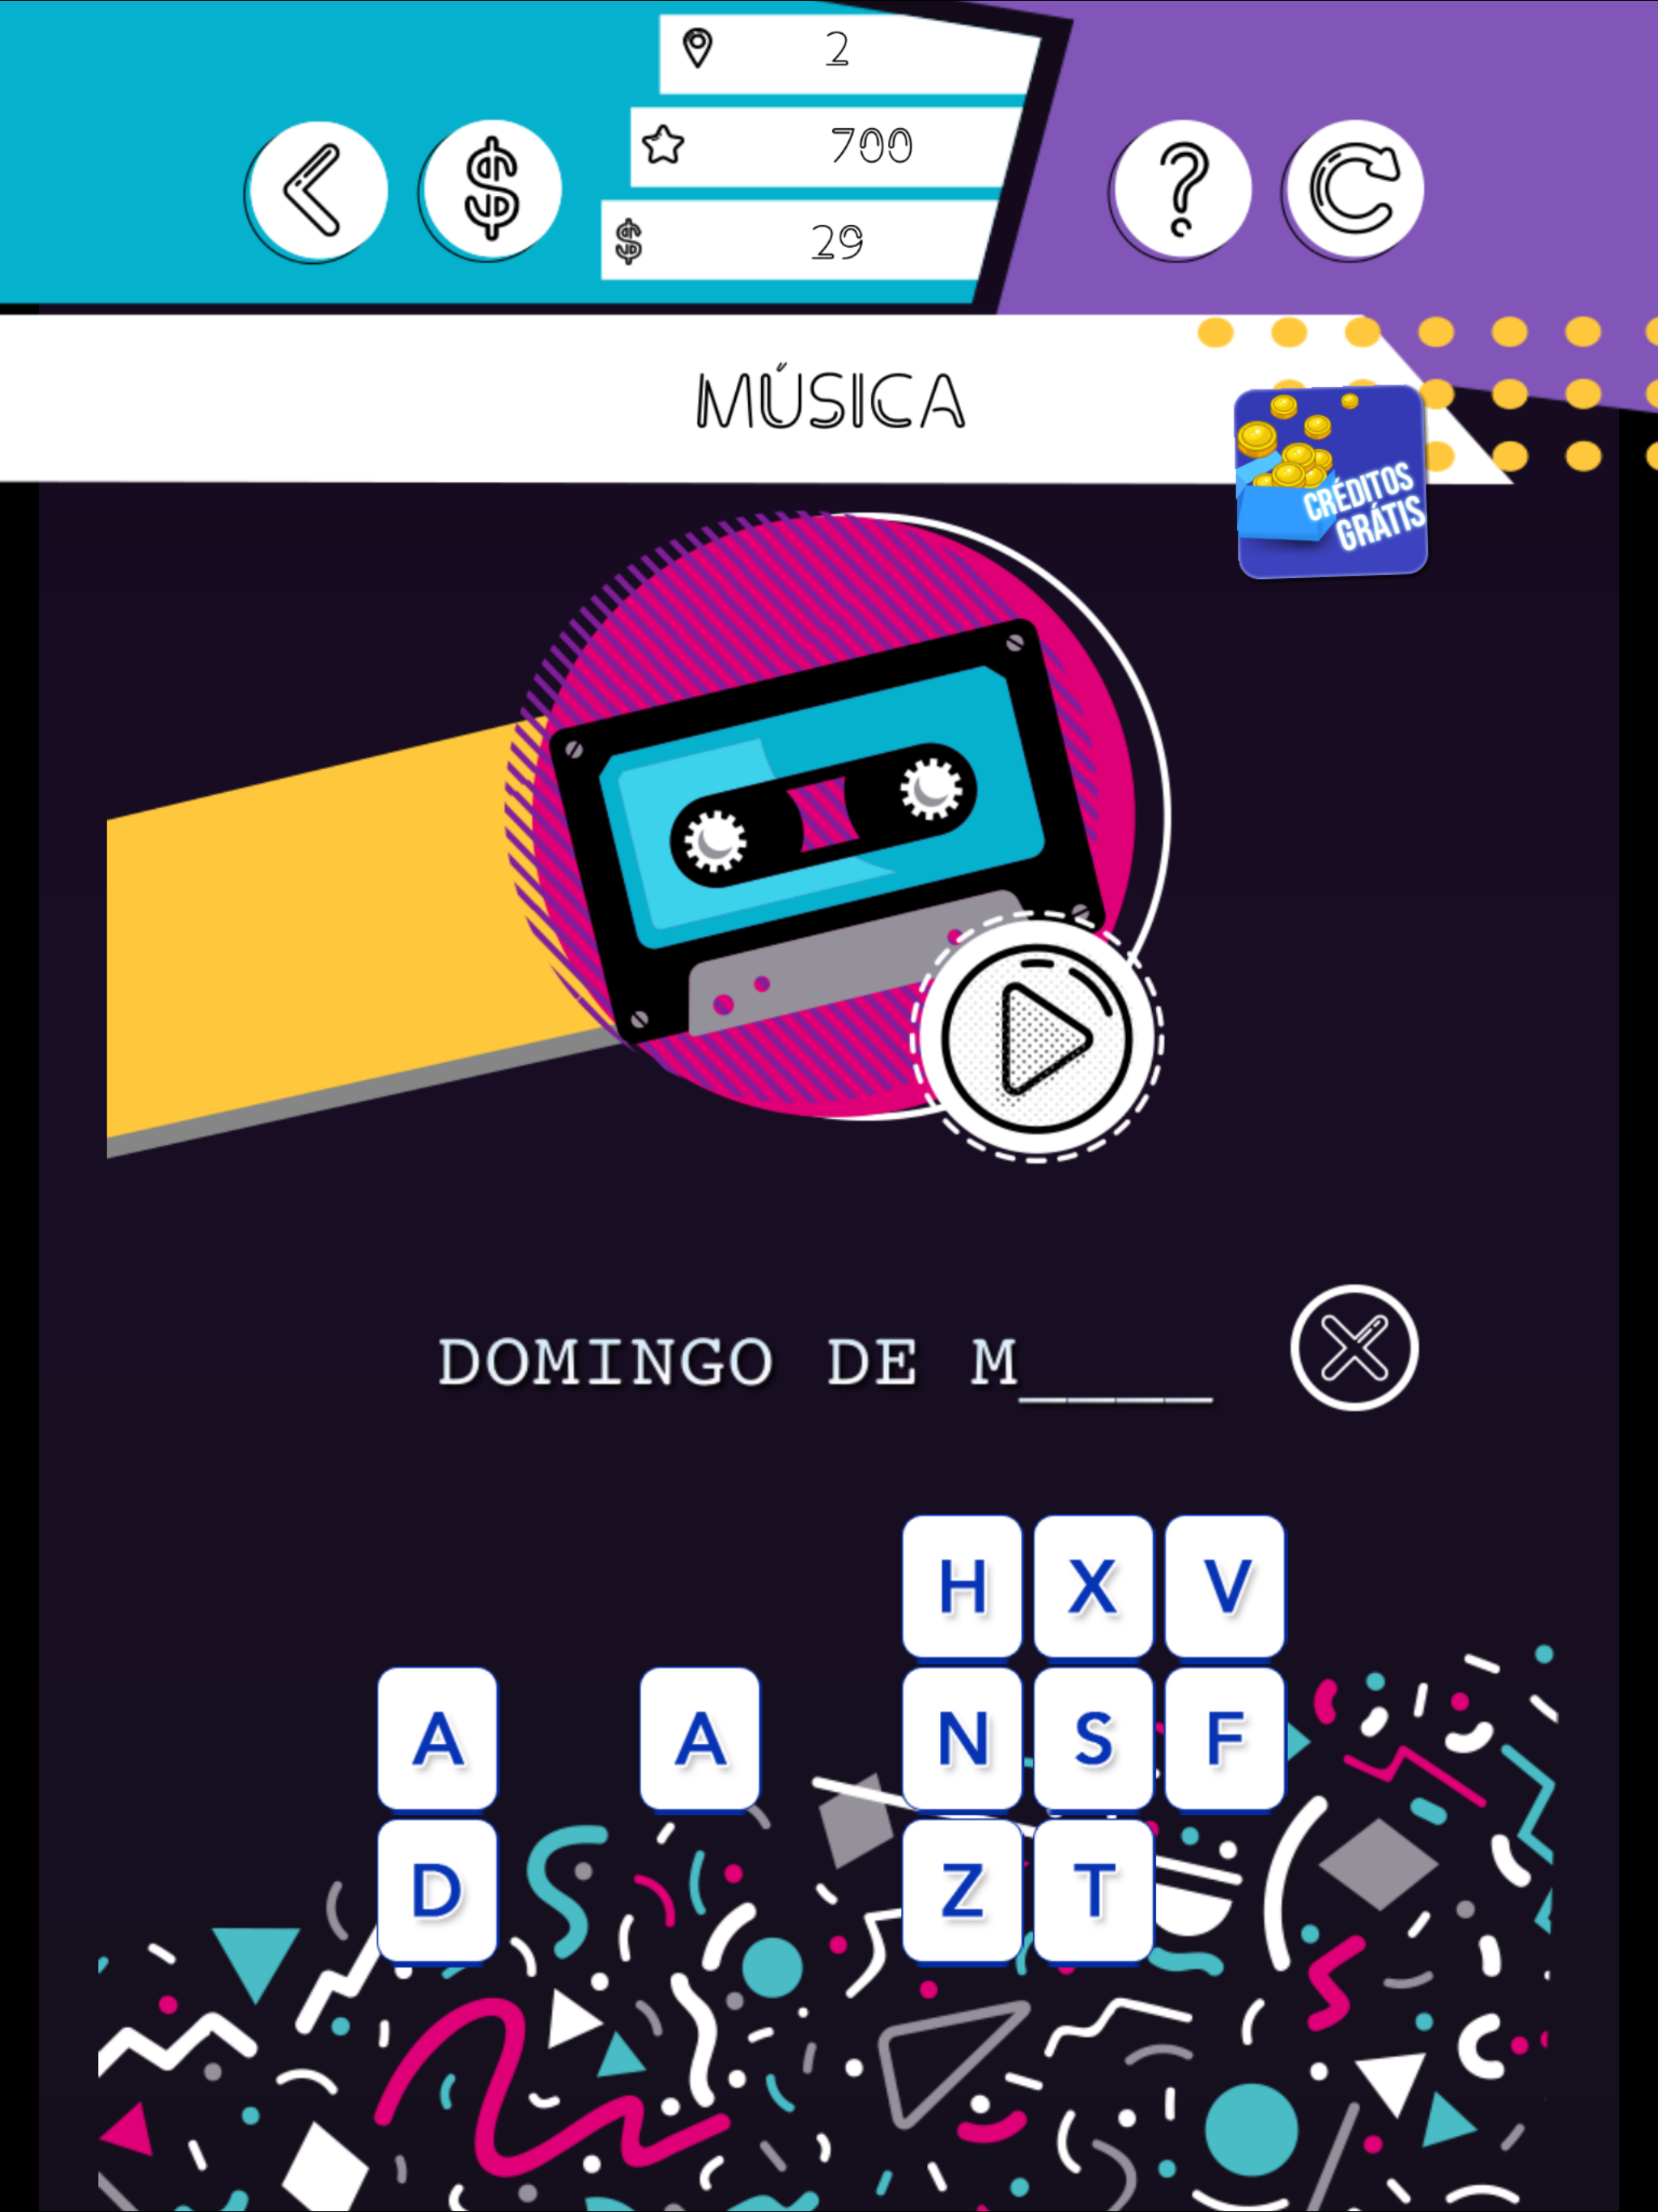 2
700
$ 29
MÚSICA
CRÉDITOS
GRÁTIS
DOMINGO DE M____
H X V
A A N S F
D Z T